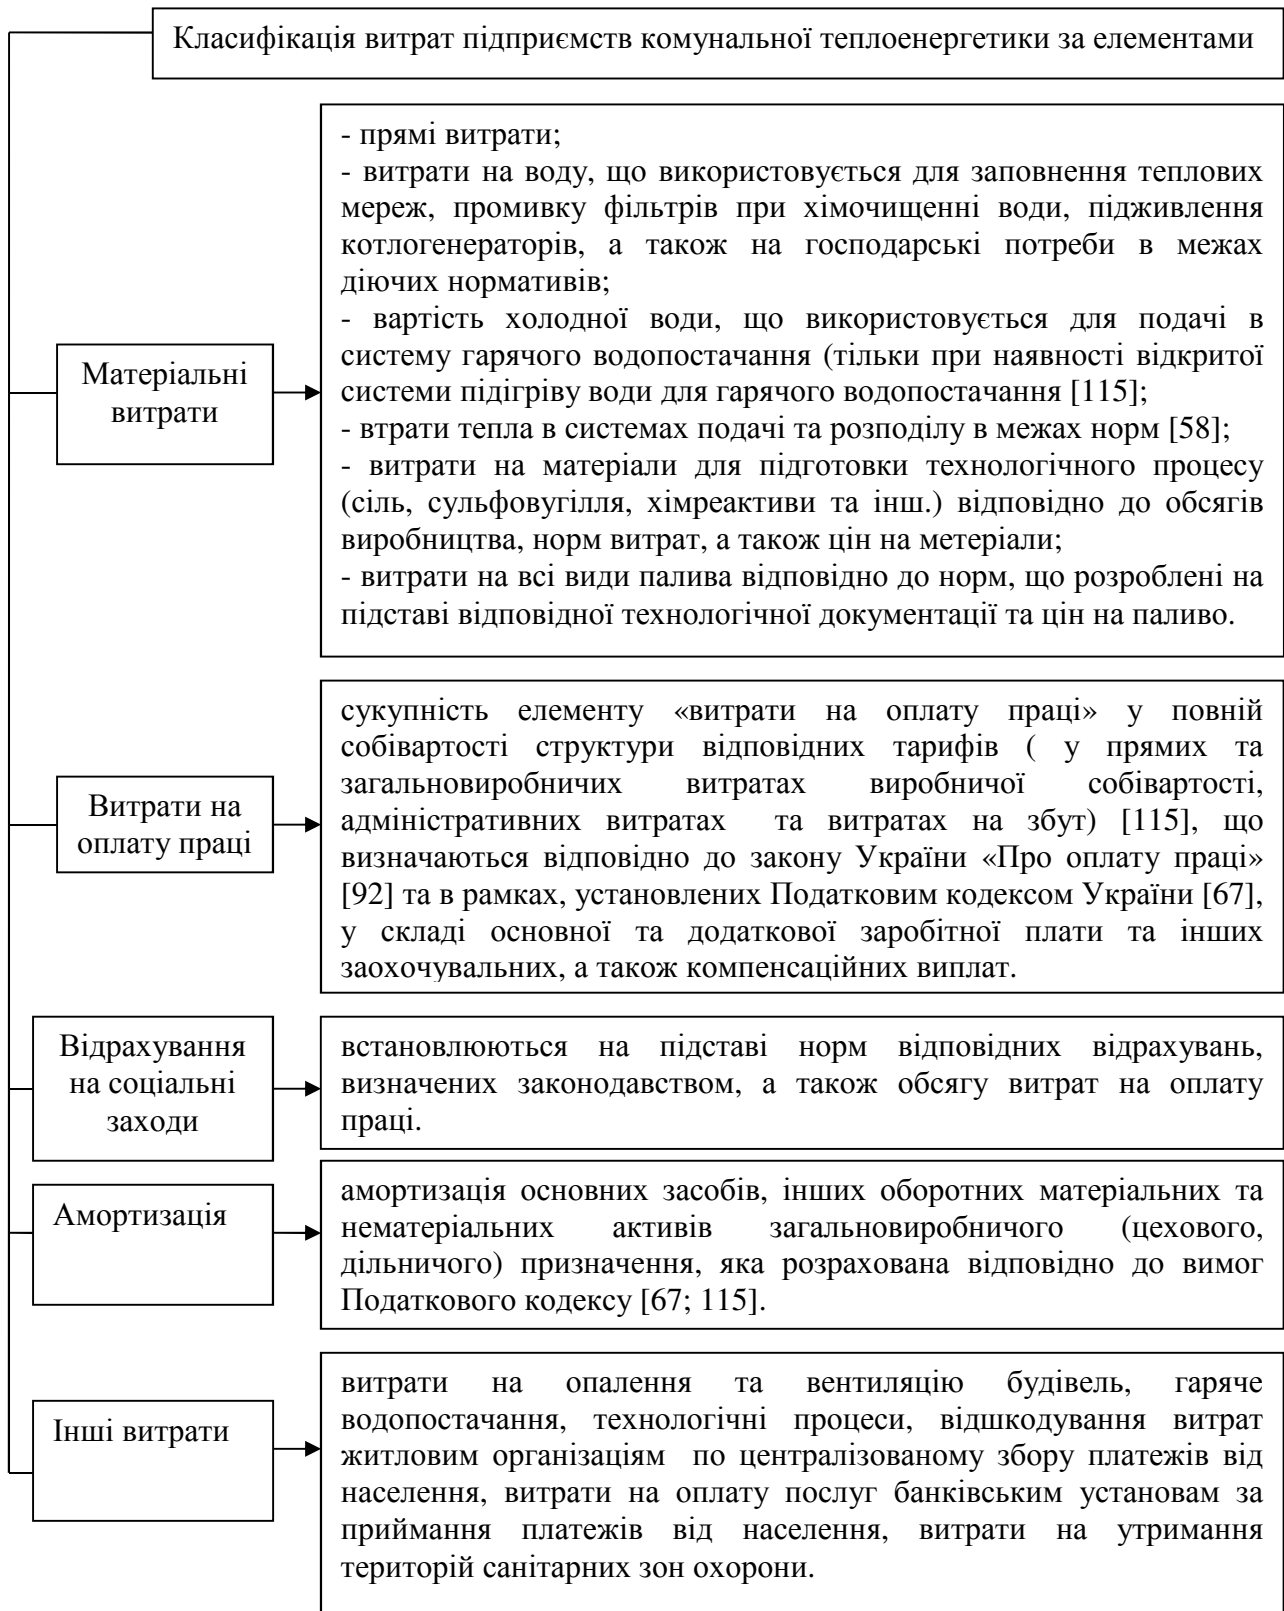 Класифікація витрат підприємств комунальної теплоенергетики за елементами
Матеріальні
витрати
- прямі витрати;
- витрати на воду, що використовується для заповнення теплових
мереж, промивку фільтрів при хімочищенні води, підживлення
котлогенераторів, а також на господарські потреби в межах
діючих нормативів;
- вартість холодної води, що використовується для подачі в
систему гарячого водопостачання (тільки при наявності відкритої
системи підігріву води для гарячого водопостачання [115];
- втрати тепла в системах подачі та розподілу в межах норм [58];
- витрати на матеріали для підготовки технологічного процесу
(сіль, сульфовугілля, хімреактиви та інш.) відповідно до обсягів
виробництва, норм витрат, а також цін на метеріали;
- витрати на всі види палива відповідно до норм, що розроблені на
підставі відповідної технологічної документації та цін на паливо.
Витрати на
оплату праці
сукупність елементу «витрати на оплату праці» у повній
собівартості структури відповідних тарифів ( у прямих та
загальновиробничих витратах виробничої собівартості,
адміністративних витратах та витратах на збут) [115], що
визначаються відповідно до закону України «Про оплату праці»
[92] та в рамках, установлених Податковим кодексом України [67],
у складі основної та додаткової заробітної плати та інших
заохочувальних, а також компенсаційних виплат.
Відрахування
на соціальні
заходи
встановлюються на підставі норм відповідних відрахувань,
визначених законодавством, а також обсягу витрат на оплату
праці.
Амортизація
амортизація основних засобів, інших оборотних матеріальних та
нематеріальних активів загальновиробничого (цехового,
дільничого) призначення, яка розрахована відповідно до вимог
Податкового кодексу [67; 115].
Інші витрати
витрати на опалення та вентиляцію будівель, гаряче
водопостачання, технологічні процеси, відшкодування витрат
житловим організаціям по централізованому збору платежів від
населення, витрати на оплату послуг банківським установам за
приймання платежів від населення, витрати на утримання
територій санітарних зон охорони.